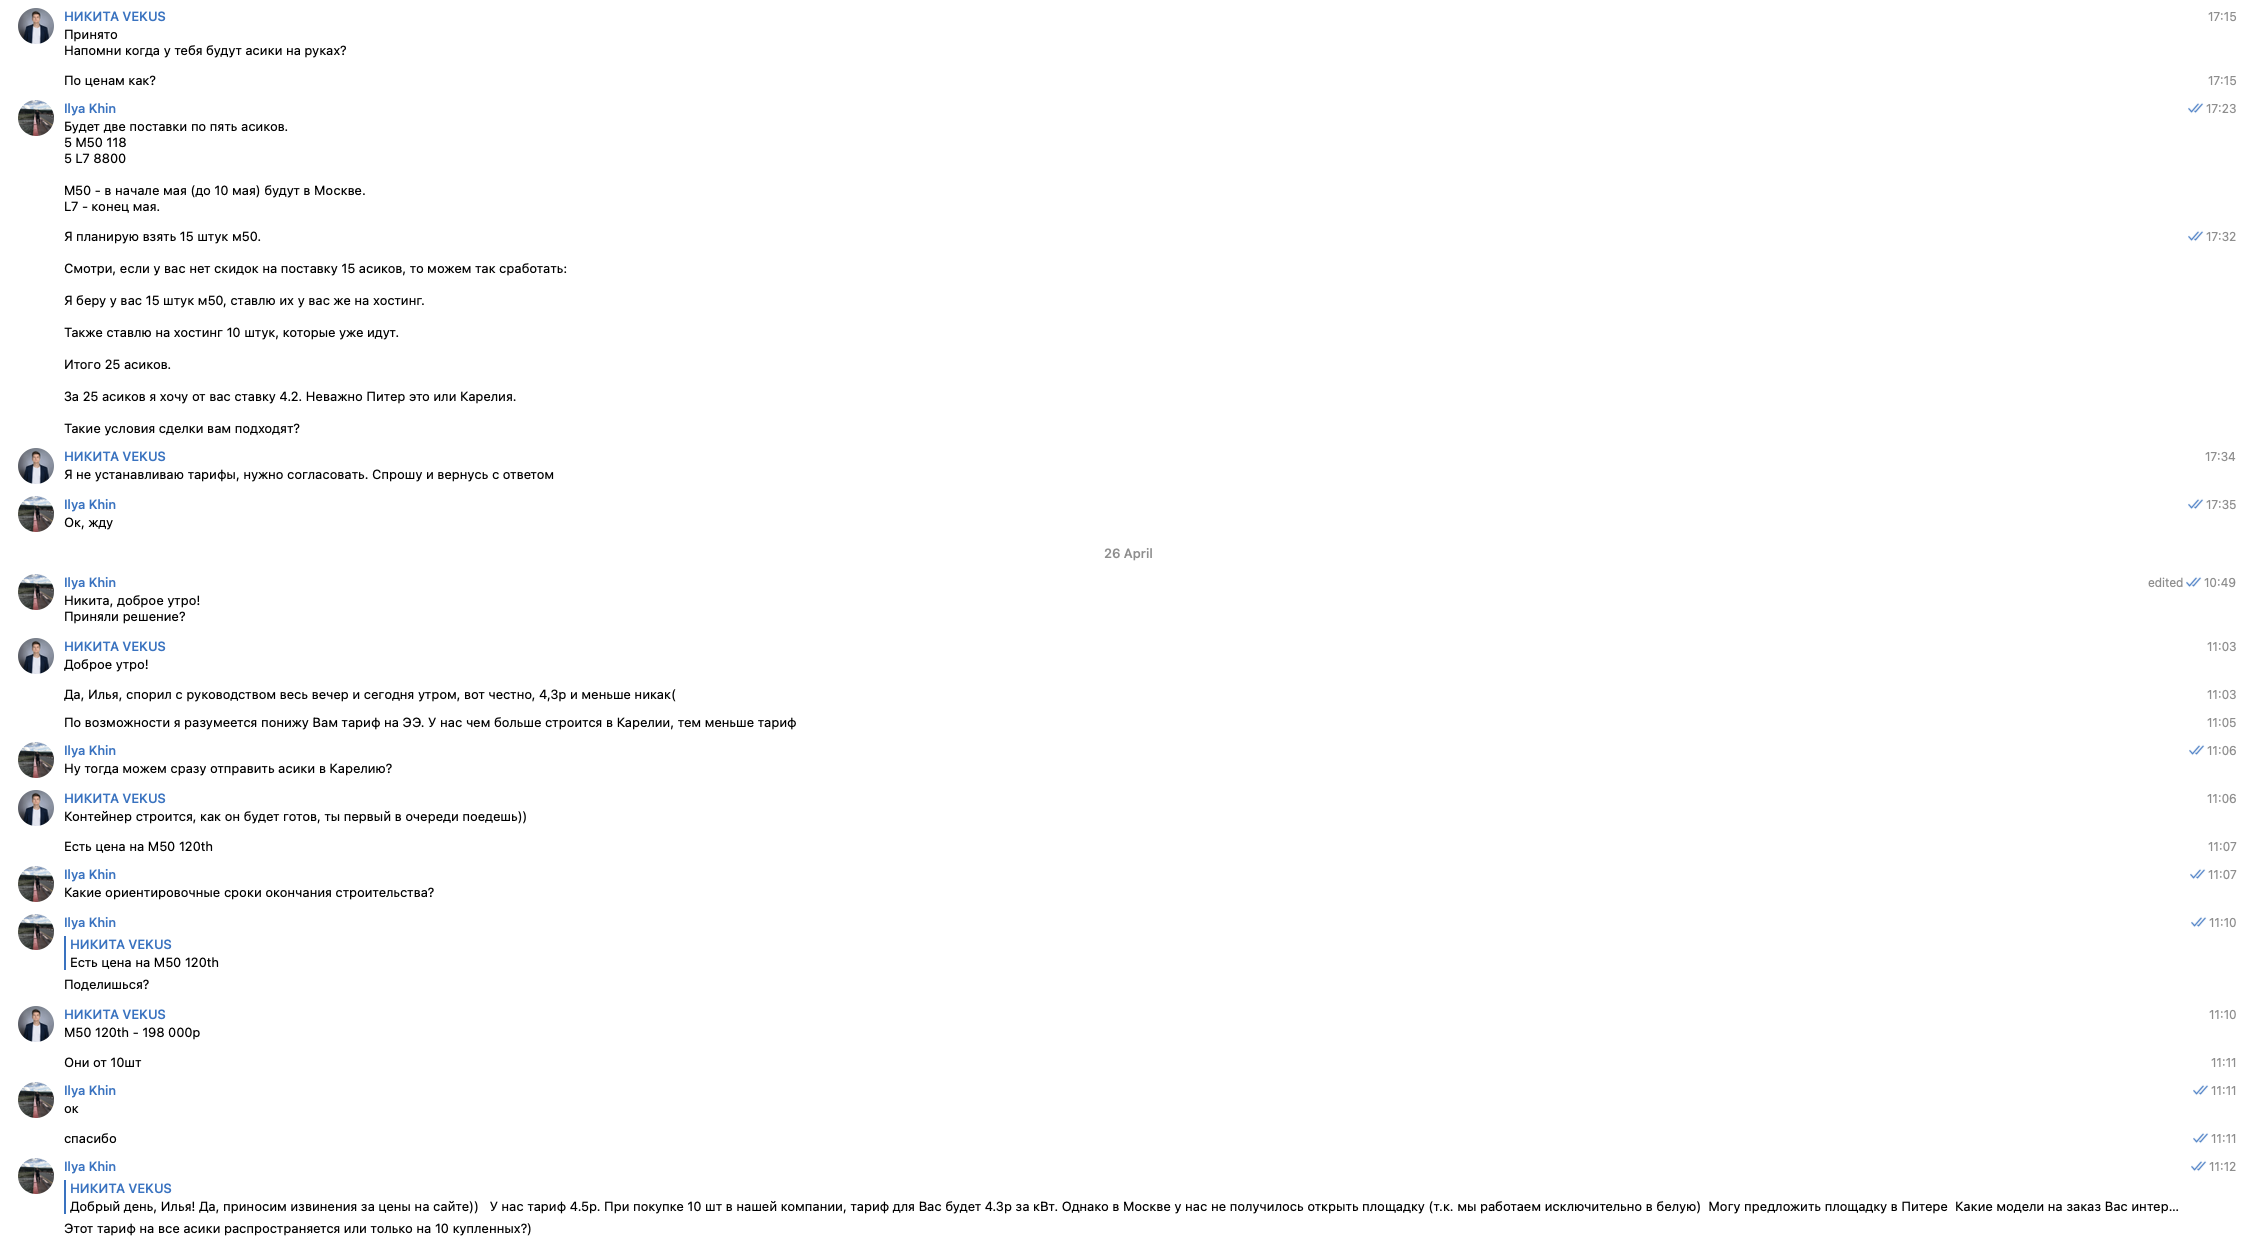 НИКИТА VEKUS 17:15
Принято
Напомни когда у тебя будут асики на руках?
По ценам как? 17:15
Ilya Khin 17:23
Будет две поставки по пять асиков.
5 M50 118
5 L7 8800
M50 - в начале мая (до 10 мая) будут в Москве.
L7 - конец мая.
Я планирую взять 15 штук м50. 17:32
Смотри, если у вас нет скидок на поставку 15 асиков, то можем так сработать:
Я беру у вас 15 штук м50, ставлю их у вас же на хостинг.
Также ставлю на хостинг 10 штук, которые уже идут.
Итого 25 асиков.
За 25 асиков я хочу от вас ставку 4.2. Неважно Питер это или Карелия.
Такие условия сделки вам подходят?
НИКИТА VEKUS 17:34
Я не устанавливаю тарифы, нужно согласовать. Спрошу и вернусь с ответом
Ilya Khin 17:35
Ок, жду
26 April
Ilya Khin edited 10:49
Никита, доброе утро!
Приняли решение?
НИКИТА VEKUS 11:03
Доброе утро!
Да, Илья, спорил с руководством весь вечер и сегодня утром, вот честно, 4,3р и меньше никак( 11:03
По возможности я разумеется понижу Вам тариф на ЭЭ. У нас чем больше строится в Карелии, тем меньше тариф 11:05
Ilya Khin 11:06
Ну тогда можем сразу отправить асики в Карелию?
НИКИТА VEKUS 11:06
Контейнер строится, как он будет готов, ты первый в очереди поедешь))
Есть цена на M50 120th 11:07
Ilya Khin 11:07
Какие ориентировочные сроки окончания строительства?
Ilya Khin 11:10
НИКИТА VEKUS
Есть цена на M50 120th
Поделишься?
НИКИТА VEKUS 11:10
M50 120th - 198 000р
Они от 10шт 11:11
Ilya Khin 11:11
ок
спасибо 11:11
Ilya Khin 11:12
НИКИТА VEKUS
Добрый день, Илья! Да, приносим извинения за цены на сайте)) У нас тариф 4.5р. При покупке 10 шт в нашей компании, тариф для Вас будет 4.3р за кВт. Однако в Москве у нас не получилось открыть площадку (т.к. мы работаем исключительно в белую) Могу предложить площадку в Питере Какие модели на заказ Вас интер...
Этот тариф на все асики распространяется или только на 10 купленных?)